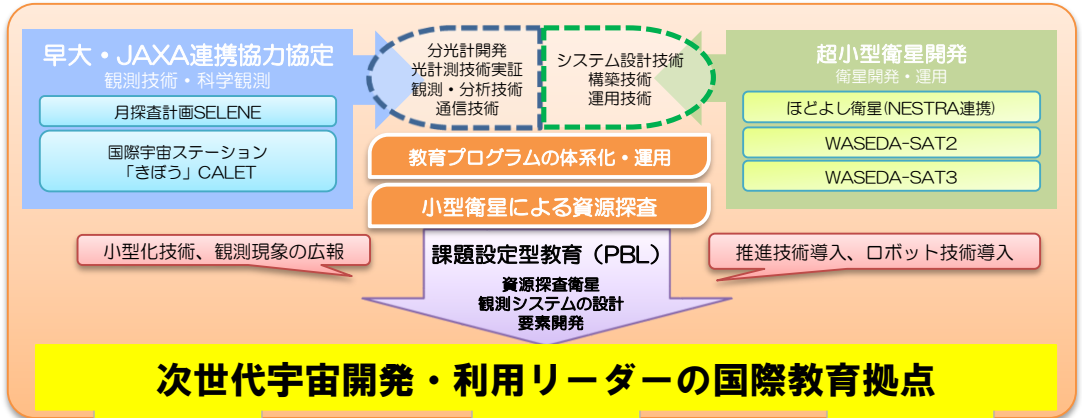 早大・JAXA連携協力協定
観測技術・科学観測
月探査計画SELENE
国際宇宙ステーション
「きぼう」CALET
分光計開発
光計測技術実証
観測・分析技術
通信技術
システム設計技術
構築技術
運用技術
超小型衛星開発
衛星開発・運用
ほどよし衛星(NESTRA連携)
WASEDA-SAT2
WASEDA-SAT3
教育プログラムの体系化・運用
小型衛星による資源探査
小型化技術、観測現象の広報
課題設定型教育（PBL）
資源探査衛星
観測システムの設計
要素開発
推進技術導入、ロボット技術導入
次世代宇宙開発・利用リーダーの国際教育拠点